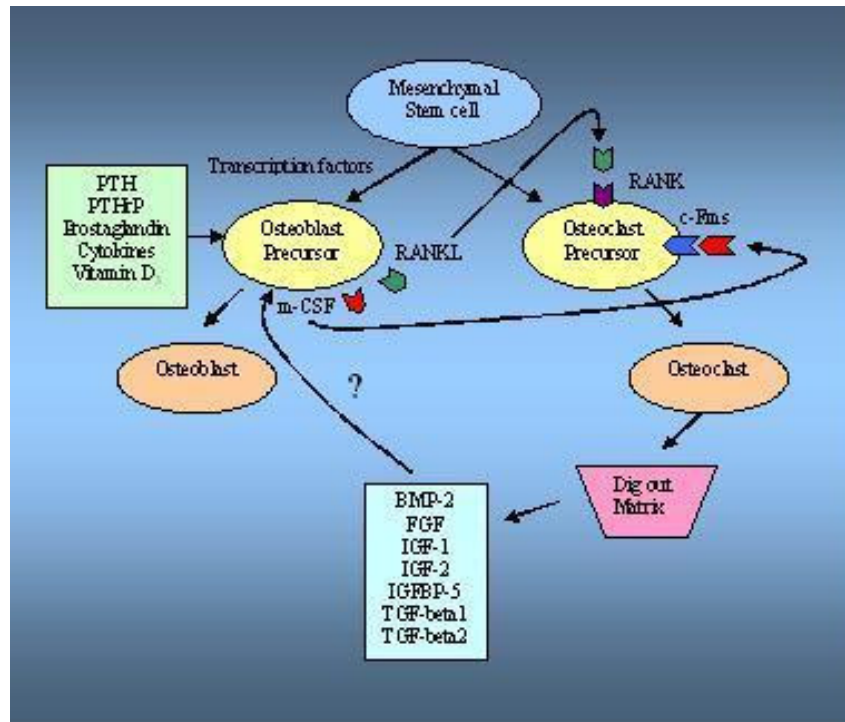 Mesenchymal
Stem cell
Transcription factors
PTH
PTHrP
Prostaglandin
Cytokines
Vitamin D3
Osteoblast
Precursor
RANKL
m-CSF
RANK
c-Fms
Osteoclast
Precursor
Osteoblast
?
Osteoclast
Dig out
Matrix
BMP-2
FGF
IGF-1
IGF-2
IGFBP-5
TGF-beta1
TGF-beta2